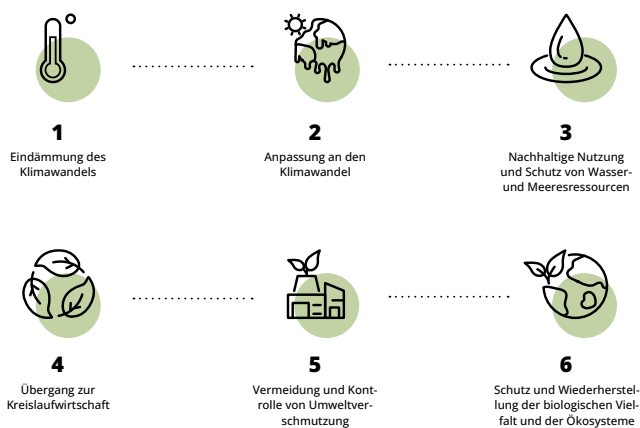 1
Eindämmung des
Klimawandels
2
Anpassung an den
Klimawandel
3
Nachhaltige Nutzung
und Schutz von Wasser-
und Meeresressourcen
4
Übergang zur
Kreislaufwirtschaft
5
Vermeidung und Kont-
rolle von Umweltver-
schmutzung
6
Schutz und Wiederherstel-
lung der biologischen Viel-
falt und der Ökosysteme